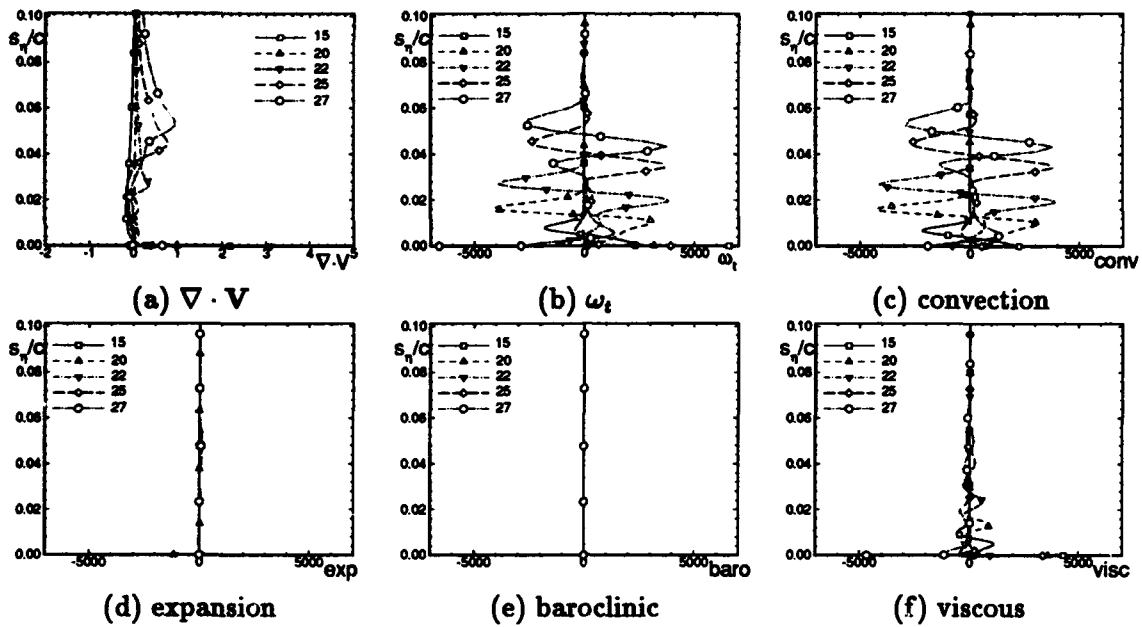 0.10
S_η/C
0.08
0.06
0.04
0.02
0.00
-2 -1 0 1 2 3 4 5
∇·V
15
20
22
25
27
(a) ∇ · V
0.10
S_η/C
0.08
0.06
0.04
0.02
0.00
-5000 0 5000
ω_t
15
20
22
25
27
(b) ω_t
0.10
S_η/C
0.08
0.06
0.04
0.02
0.00
-5000 0 5000
conv
15
20
22
25
27
(c) convection
0.10
S_η/C
0.08
0.06
0.04
0.02
0.00
-5000 0 5000
exp
15
20
22
25
27
(d) expansion
0.10
S_η/C
0.08
0.06
0.04
0.02
0.00
-5000 0 5000
baro
15
20
22
25
27
(e) baroclinic
0.10
S_η/C
0.08
0.06
0.04
0.02
0.00
-5000 0 5000
visc
15
20
22
25
27
(f) viscous